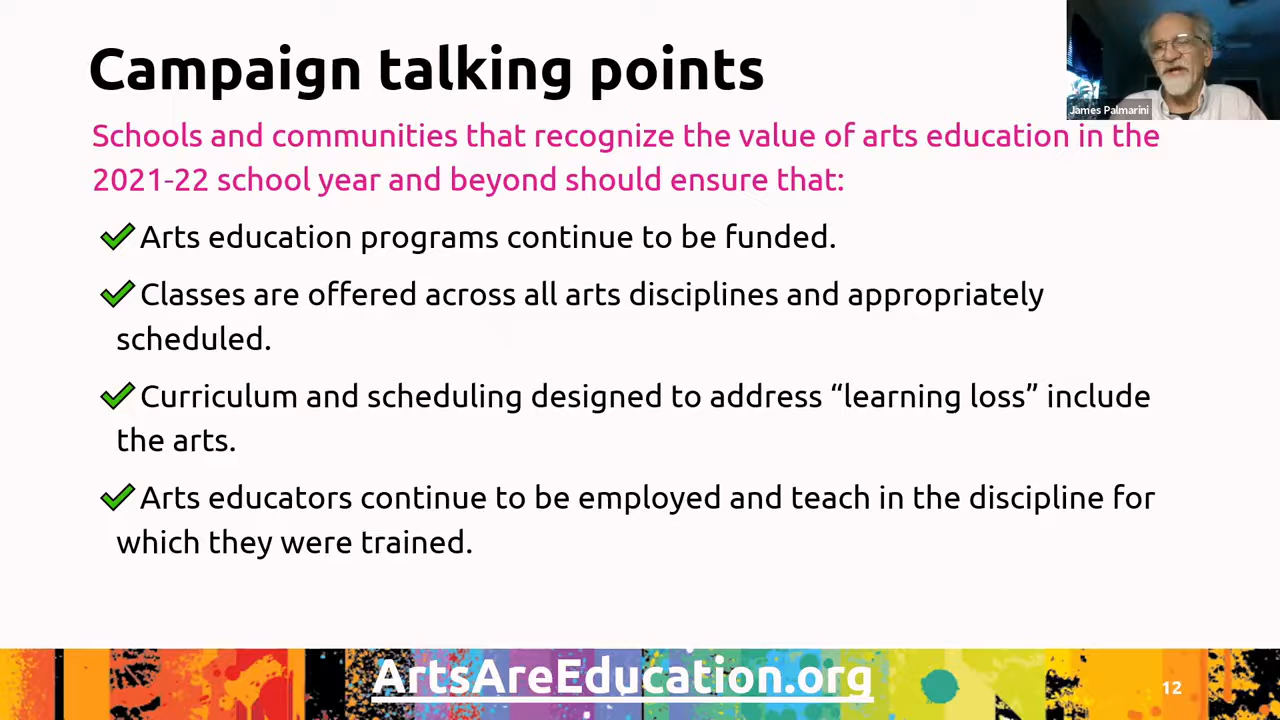 Campaign talking points
James Palmarini
Schools and communities that recognize the value of arts education in the
2021-22 school year and beyond should ensure that:
Arts education programs continue to be funded.
Classes are offered across all arts disciplines and appropriately
scheduled.
Curriculum and scheduling designed to address “learning loss” include
the arts.
Arts educators continue to be employed and teach in the discipline for
which they were trained.
ArtsAreEducation.org
12